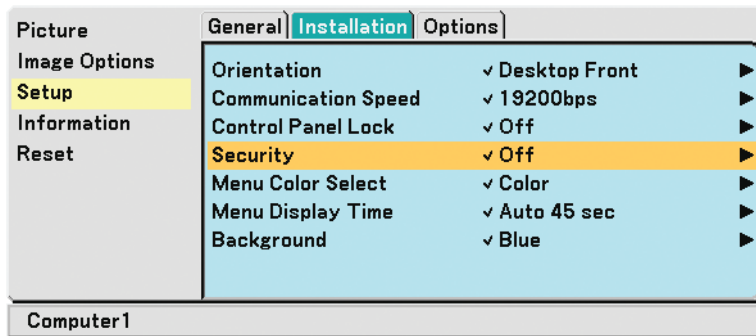 Picture
Image Options
Setup
Information
Reset
General Installation Options
Orientation ✓ Desktop Front ▶
Communication Speed ✓ 19200bps ▶
Control Panel Lock ✓ Off ▶
Security ✓ Off ▶
Menu Color Select ✓ Color ▶
Menu Display Time ✓ Auto 45 sec ▶
Background ✓ Blue ▶
Computer1